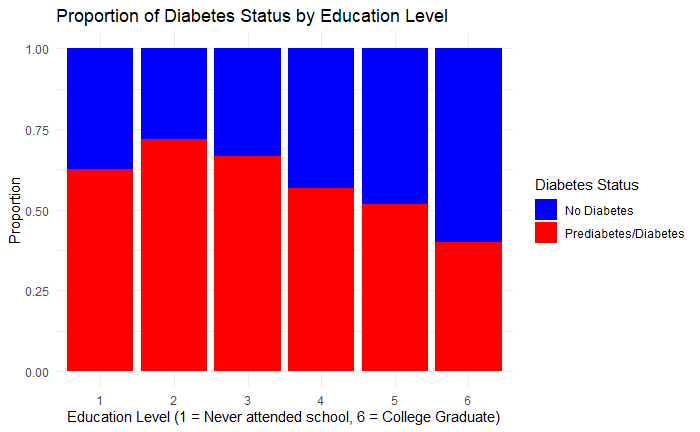 Proportion of Diabetes Status by Education Level
1.00
0.75
0.50
0.25
0.00
Proportion
1 2 3 4 5 6
Education Level (1 = Never attended school, 6 = College Graduate)
Diabetes Status
No Diabetes
Prediabetes/Diabetes